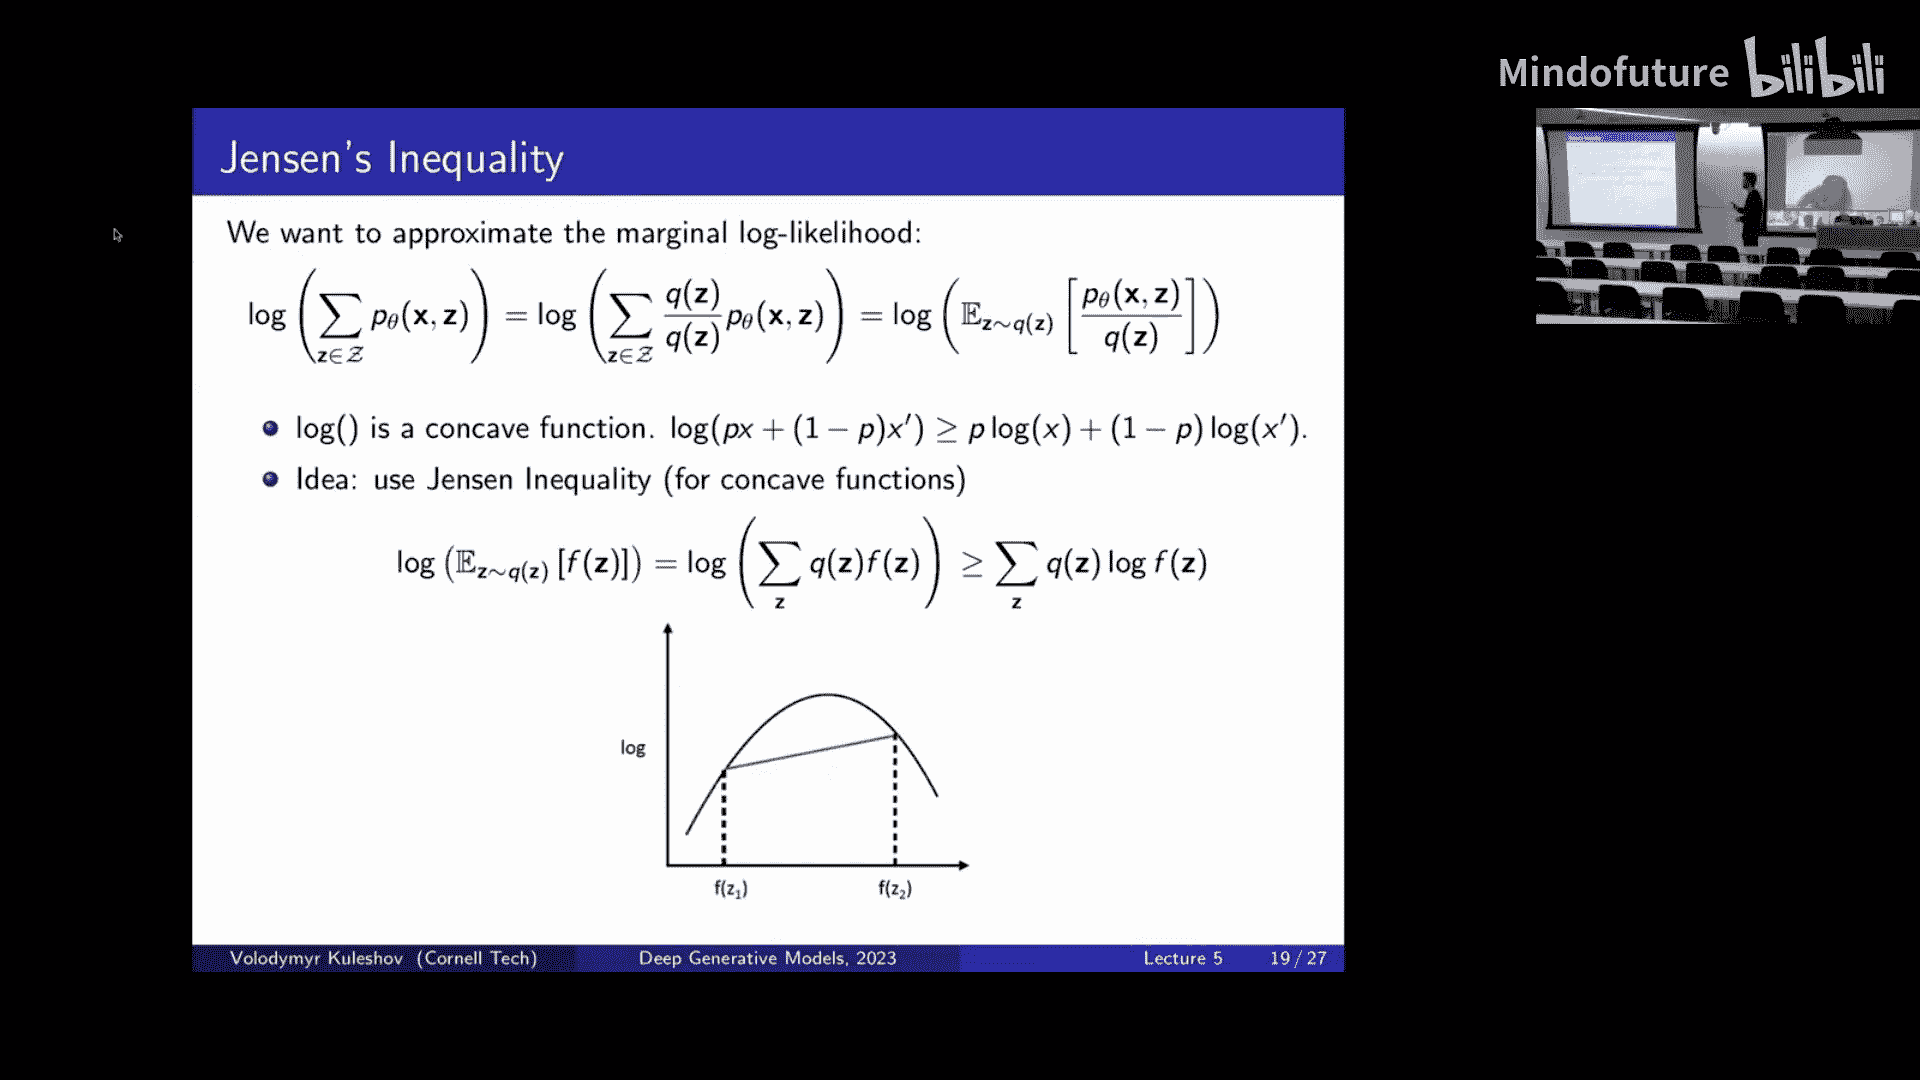 Mindofuture bilibili
Jensen's Inequality
We want to approximate the marginal log-likelihood:
log (∑_{z∈𝒵} p_θ(x, z)) = log (∑_{z∈𝒵} q(z)/q(z) p_θ(x, z)) = log (𝔼_{z∼q(z)} [p_θ(x, z)/q(z)])
log() is a concave function. log(px + (1 − p)x′) ≥ p log(x) + (1 − p) log(x′).
Idea: use Jensen Inequality (for concave functions)
log (𝔼_{z∼q(z)} [f(z)]) = log (∑_z q(z)f(z)) ≥ ∑_z q(z) log f(z)
log
f(z₁) f(z₂)
Volodymyr Kuleshov (Cornell Tech) Deep Generative Models, 2023 Lecture 5 19 / 27